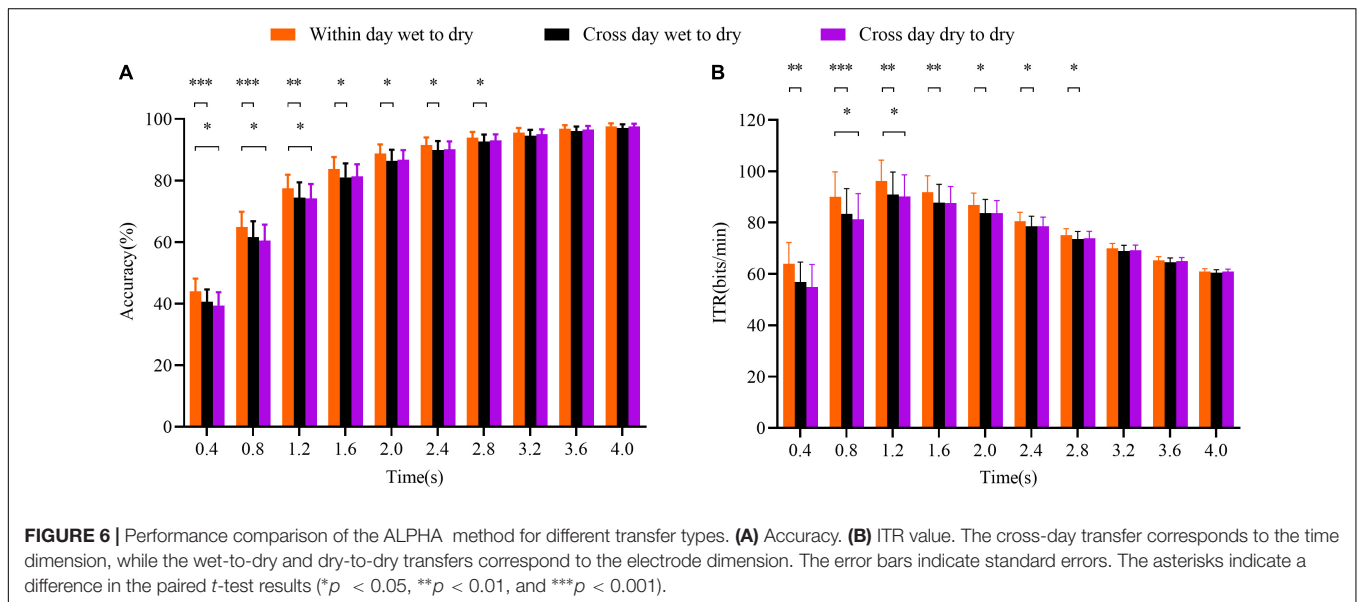 Within day wet to dry Cross day wet to dry Cross day dry to dry
A
*** *** ** * * * *
* * *
Accuracy(%)
100
80
60
40
20
0
0.4 0.8 1.2 1.6 2.0 2.4 2.8 3.2 3.6 4.0
Time(s)
B
** *** ** ** * * *
* *
ITR(bits/min)
120
100
80
60
40
20
0
0.4 0.8 1.2 1.6 2.0 2.4 2.8 3.2 3.6 4.0
Time(s)
FIGURE 6 | Performance comparison of the ALPHA method for different transfer types. (A) Accuracy. (B) ITR value. The cross-day transfer corresponds to the time
dimension, while the wet-to-dry and dry-to-dry transfers correspond to the electrode dimension. The error bars indicate standard errors. The asterisks indicate a
difference in the paired t-test results (*p < 0.05, **p < 0.01, and ***p < 0.001).